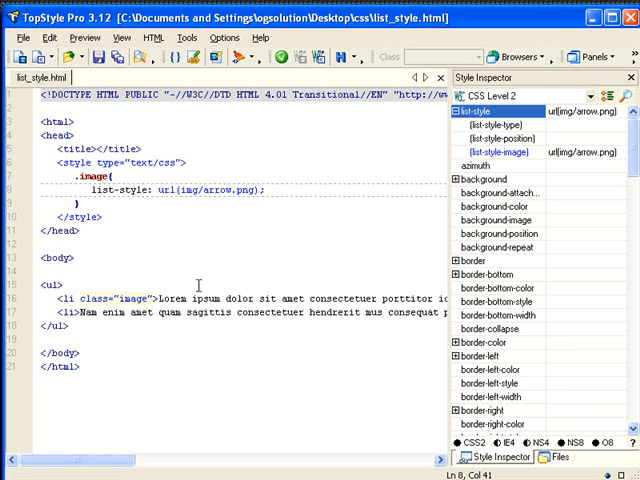 TopStyle Pro 3.12 [C:\Documents and Settings\ogsolution\Desktop\css\list_style.html]
File Edit Preview View HTML Tools Options Help
Class Browsers Panels
list_style.html
Style Inspector
CSS Level 2
1 <!DOCTYPE HTML PUBLIC "-//W3C//DTD HTML 4.01 Transitional//EN" "http://ww
2
3 <html>
4 <head>
5 <title></title>
6 <style type="text/css">
7 .image{
8 list-style: url(img/arrow.png);
9 }
10 </style>
11 </head>
12
13 <body>
14
15 <ul>
16 <li class="image">Lorem ipsum dolor sit amet consectetuer porttitor id
17 <li>Nam enim amet quam sagittis consectetuer hendrerit mus consequat p
18 </ul>
19
20 </body>
21 </html>
list-style url(img/arrow.png)
(list-style-type)
(list-style-position)
(list-style-image) url(img/arrow.png)
azimuth
background
background-attach...
background-color
background-image
background-position
background-repeat
border
border-bottom
border-bottom-color
border-bottom-style
border-bottom-width
border-collapse
border-color
border-left
border-left-color
border-left-style
border-left-width
border-right
border-right-color
CSS2 IE4 NS4 NS8 O8 ?
Style Inspector Files
Ln 8, Col 41